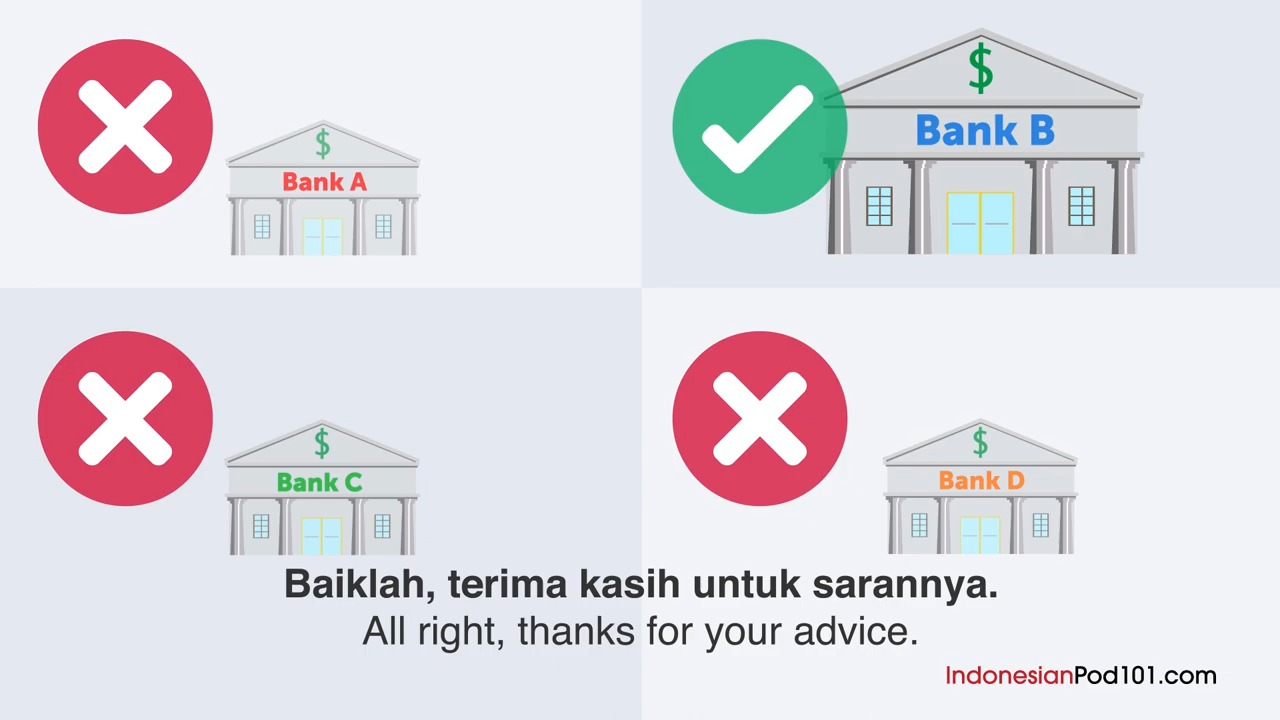 $
Bank A
$
Bank B
$
Bank C
$
Bank D
Baiklah, terima kasih untuk sarannya.
All right, thanks for your advice.
IndonesianPod101.com